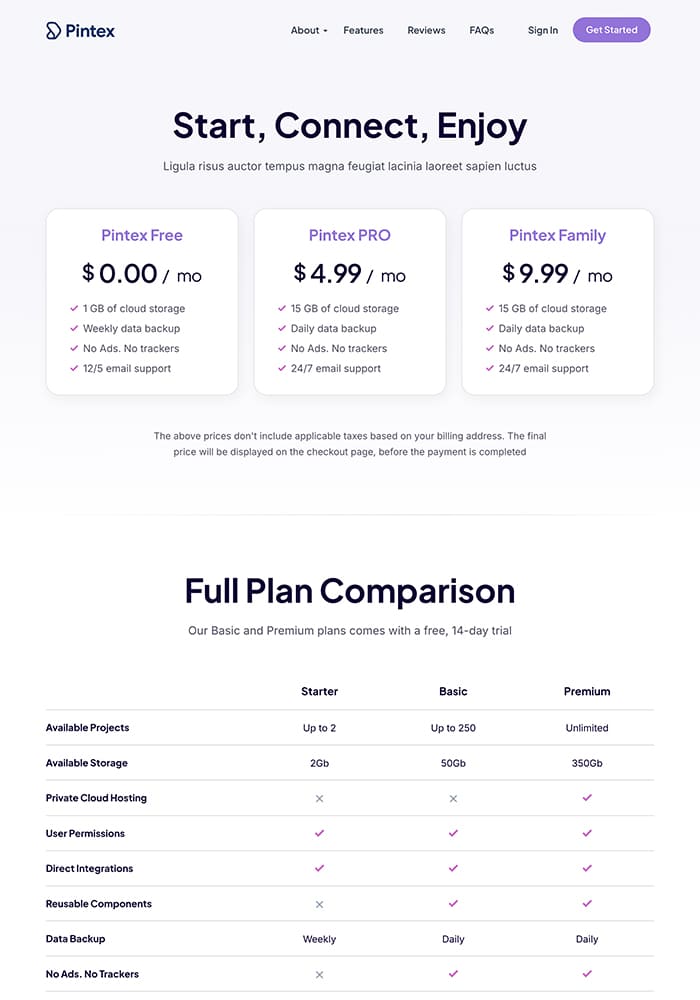 Pintex
About Features Reviews FAQs Sign In Get Started
Start, Connect, Enjoy
Ligula risus auctor tempus magna feugiat lacinia laoreet sapien luctus
Pintex Free
$ 0.00 / mo
1 GB of cloud storage
Weekly data backup
No Ads. No trackers
12/5 email support
Pintex PRO
$ 4.99 / mo
15 GB of cloud storage
Daily data backup
No Ads. No trackers
24/7 email support
Pintex Family
$ 9.99 / mo
15 GB of cloud storage
Daily data backup
No Ads. No trackers
24/7 email support
The above prices don't include applicable taxes based on your billing address. The final
price will be displayed on the checkout page, before the payment is completed
Full Plan Comparison
Our Basic and Premium plans comes with a free, 14-day trial
Starter Basic Premium
Available Projects Up to 2 Up to 250 Unlimited
Available Storage 2Gb 50Gb 350Gb
Private Cloud Hosting
User Permissions
Direct Integrations
Reusable Components
Data Backup Weekly Daily Daily
No Ads. No Trackers